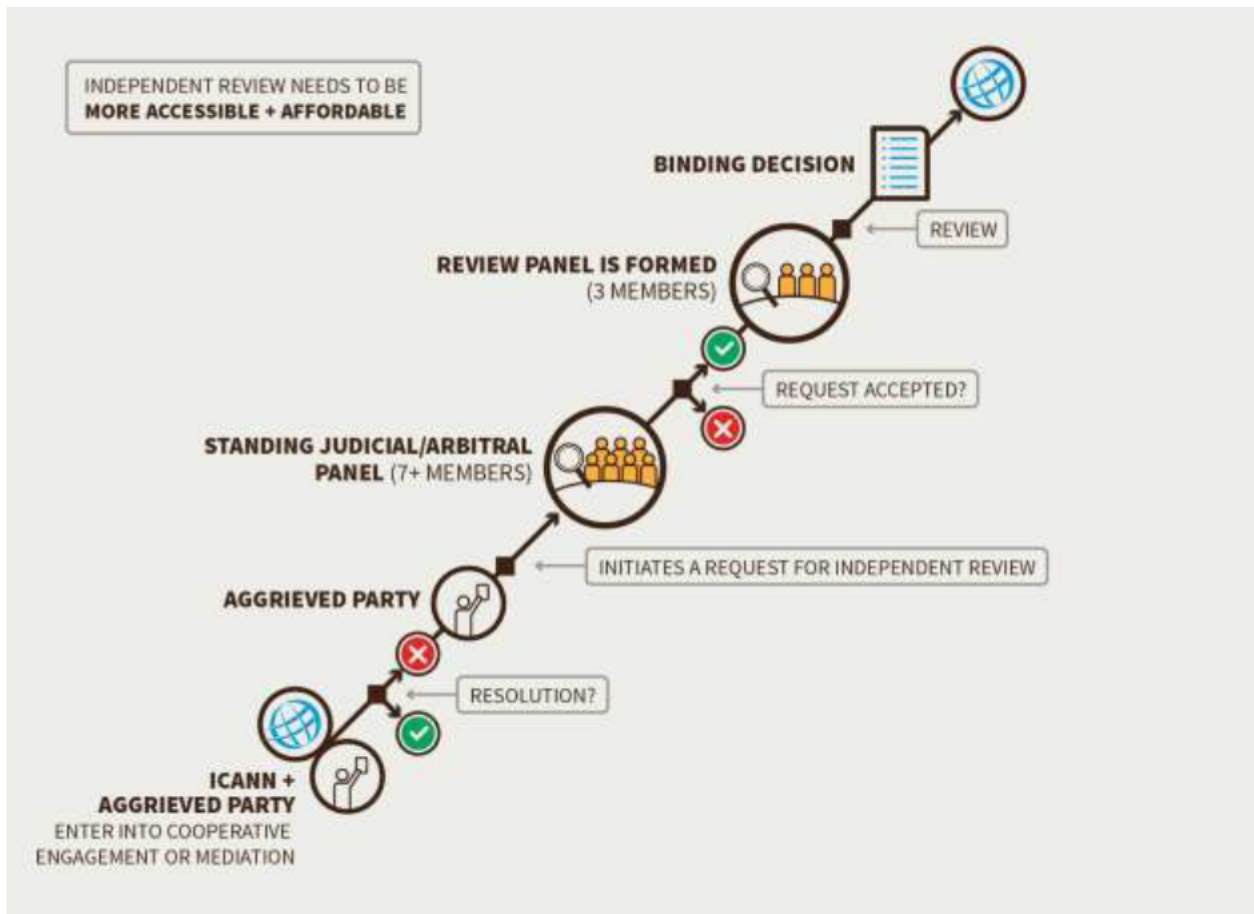 INDEPENDENT REVIEW NEEDS TO BE
MORE ACCESSIBLE + AFFORDABLE
BINDING DECISION
REVIEW
REVIEW PANEL IS FORMED
(3 MEMBERS)
REQUEST ACCEPTED?
STANDING JUDICIAL/ARBITRAL
PANEL (7+ MEMBERS)
INITIATES A REQUEST FOR INDEPENDENT REVIEW
AGGRIEVED PARTY
RESOLUTION?
ICANN +
AGGRIEVED PARTY
ENTER INTO COOPERATIVE
ENGAGEMENT OR MEDIATION